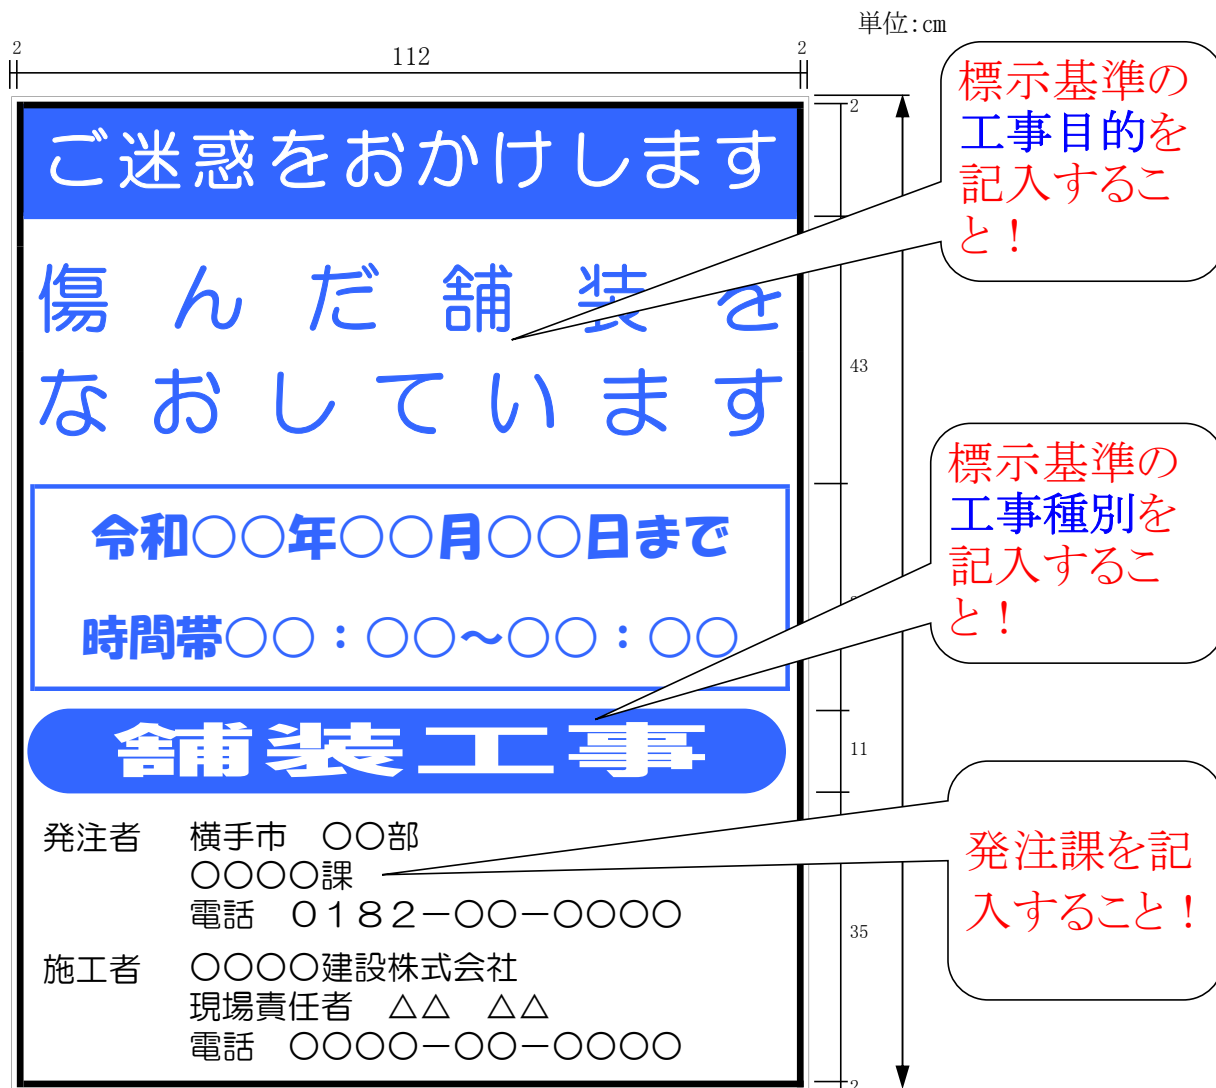 単位:cm
2
112
2
ご迷惑をおかけします
傷んだ舗装を
なおしています
令和○○年○○月○○日まで
時間帯○○：○○～○○：○○
舗装工事
発注者 横手市 ○○部
○○○○課
電話 ０１８２－○○－○○○○
施工者 ○○○○建設株式会社
現場責任者 △△ △△
電話 ○○○○－○○－○○○○
2
43
11
35
2
標示基準の
工事目的を
記入するこ
と！
標示基準の
工事種別を
記入するこ
と！
発注課を記
入すること！